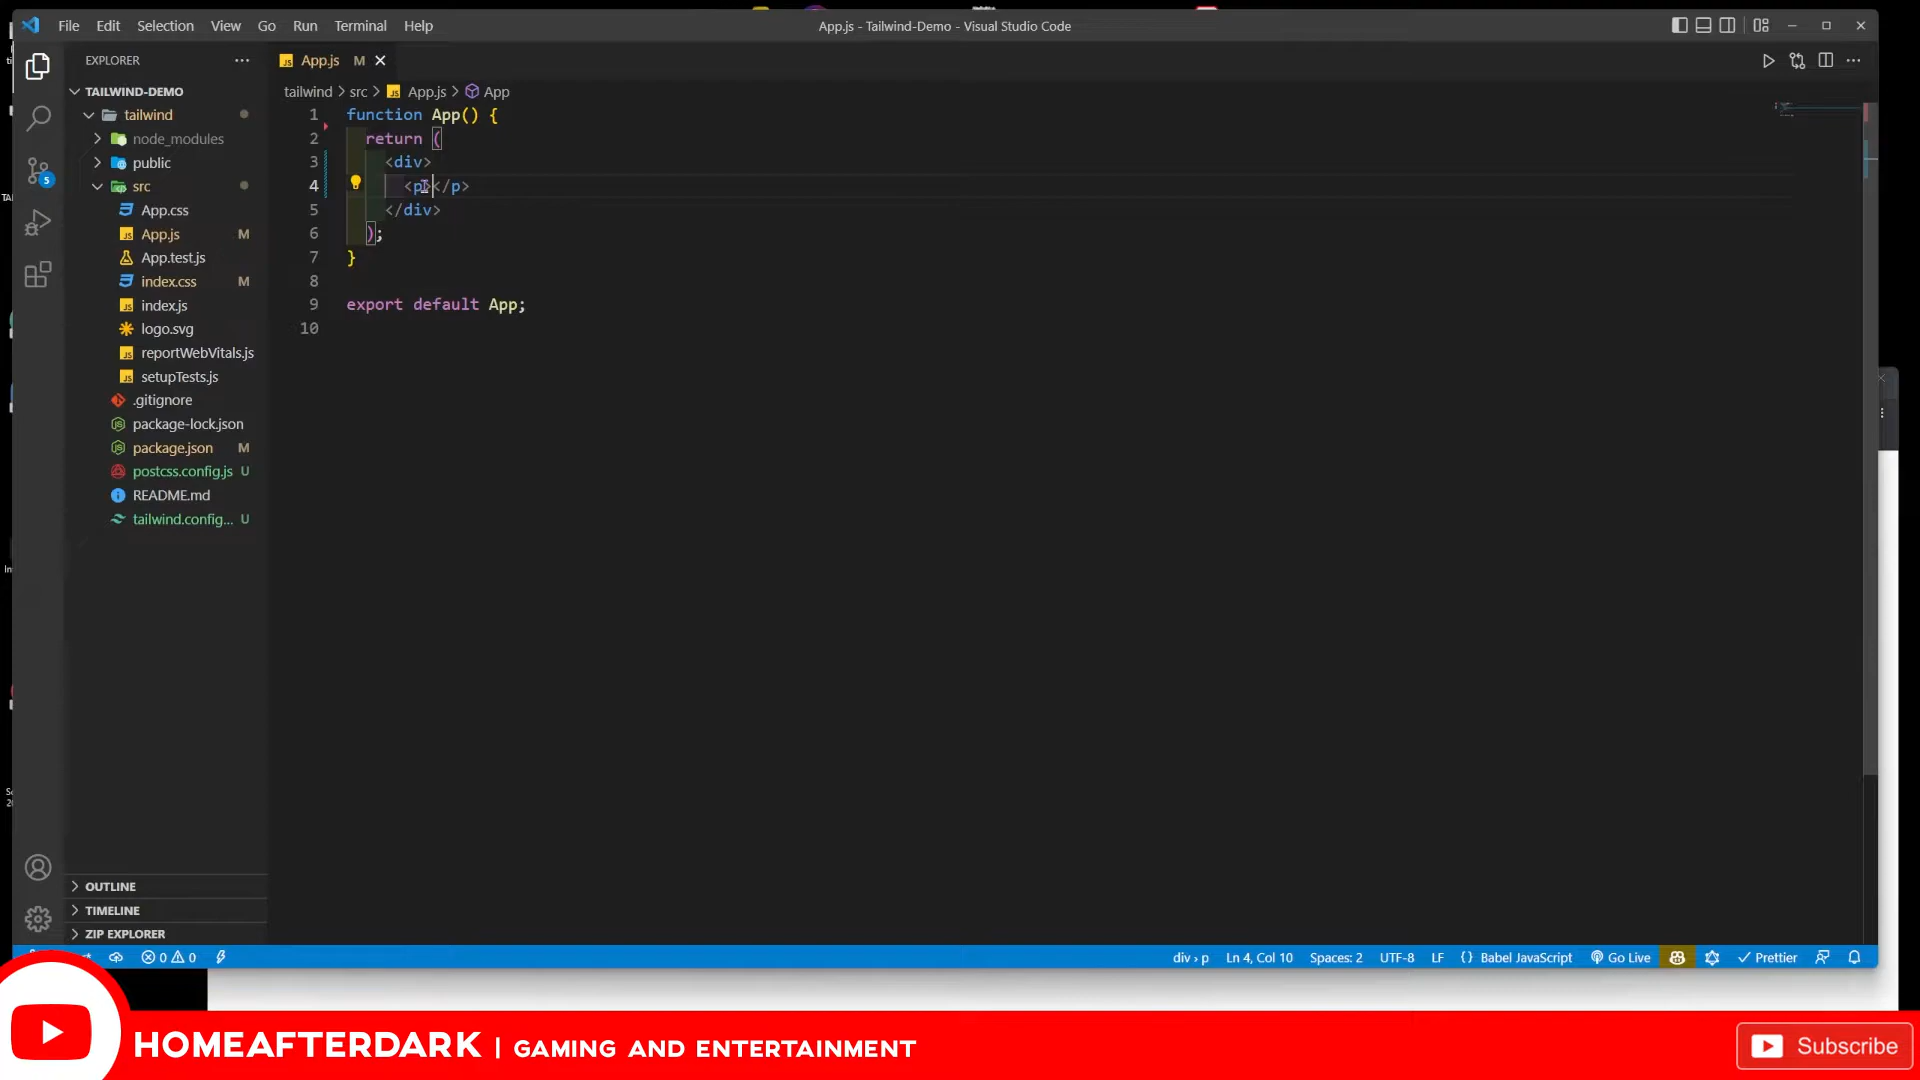 File Edit Selection View Go Run Terminal Help
App.js - Tailwind-Demo - Visual Studio Code
EXPLORER
App.js M
TAILWIND-DEMO
tailwind
node_modules
public
src
App.css
App.js M
App.test.js
index.css M
index.js
logo.svg
reportWebVitals.js
setupTests.js
.gitignore
package-lock.json
package.json M
postcss.config.js U
README.md
tailwind.config... U
OUTLINE
TIMELINE
ZIP EXPLORER
5
tailwind > src > App.js > App
1 function App() {
2 return (
3 <div>
4 <p></p>
5 </div>
6 );
7 }
8
9 export default App;
10
0 0
div › p Ln 4, Col 10 Spaces: 2 UTF-8 LF {} Babel JavaScript Go Live Prettier
HOMEAFTERDARK | GAMING AND ENTERTAINMENT
Subscribe